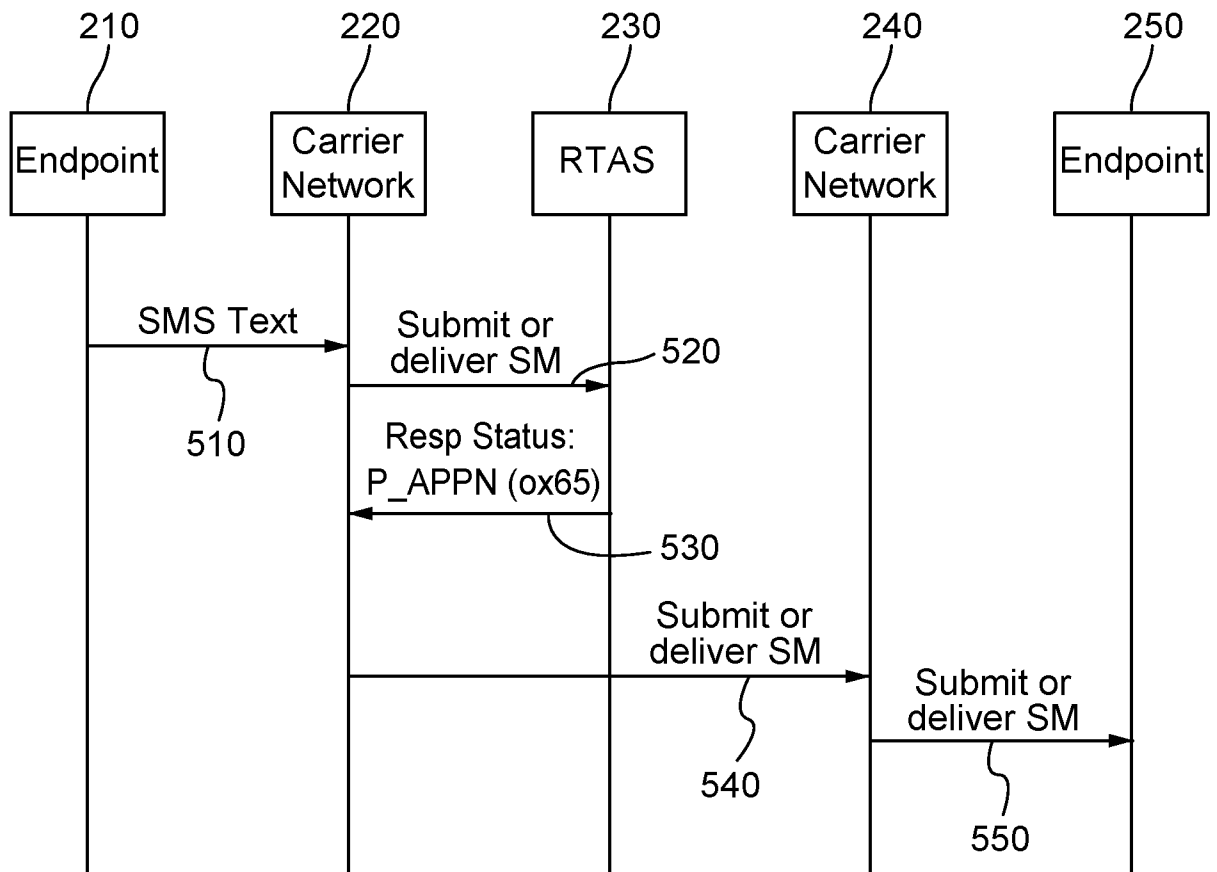 210
220
230
240
250
Endpoint
Carrier
Network
RTAS
Carrier
Network
Endpoint
SMS Text
510
Submit or
deliver SM
520
Resp Status:
P_APPN (ox65)
530
Submit or
deliver SM
540
Submit or
deliver SM
550